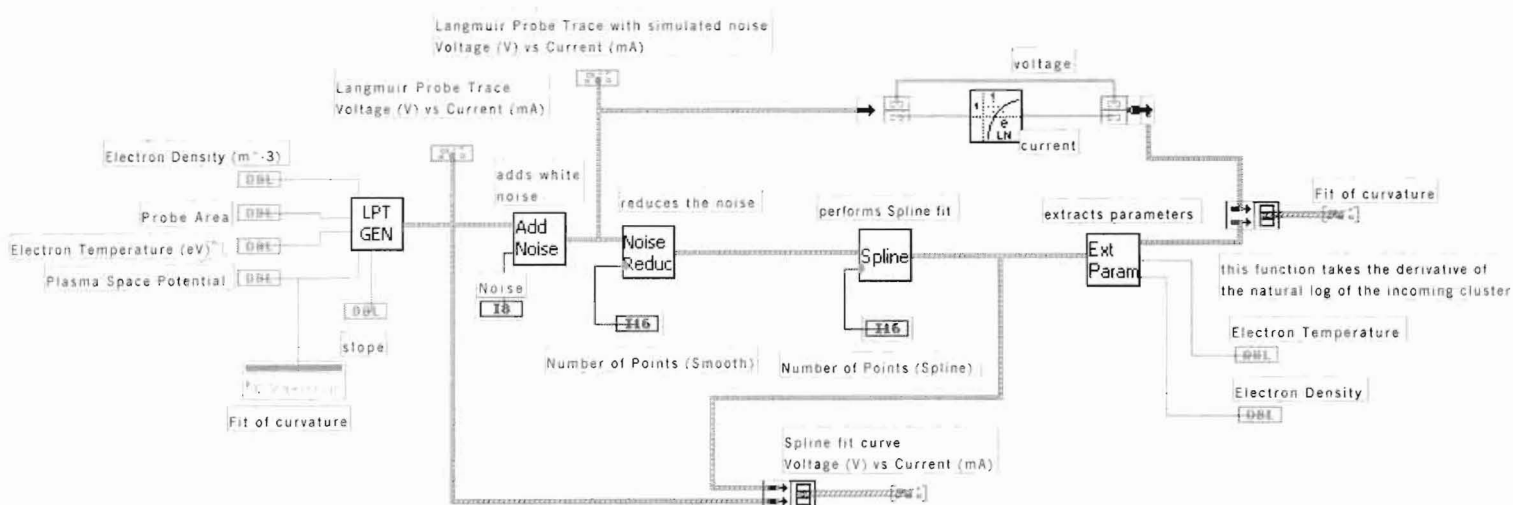 Langmuir Probe Trace with simulated noise
Voltage (V) vs Current (mA)
voltage
Langmuir Probe Trace
Voltage (V) vs Current (mA)
1
1
e
LN
current
Electron Density (m^-3)
DBL
adds white
noise
reduces the noise
performs Spline fit
extracts parameters
Fit of curvature
Probe Area
DBL
LPT
GEN
Add
Noise
Noise
Reduc
Spline
Ext
Param
Electron Temperature (eV)
DBL
Plasma Space Potential
DBL
this function takes the derivative of
the natural log of the incoming cluster
Noise
I8
DBL
slope
I16
I16
Electron Temperature
DBL
Number of Points (Smooth)
Number of Points (Spline)
Electron Density
DBL
Fit of curvature
Spline fit curve
Voltage (V) vs Current (mA)